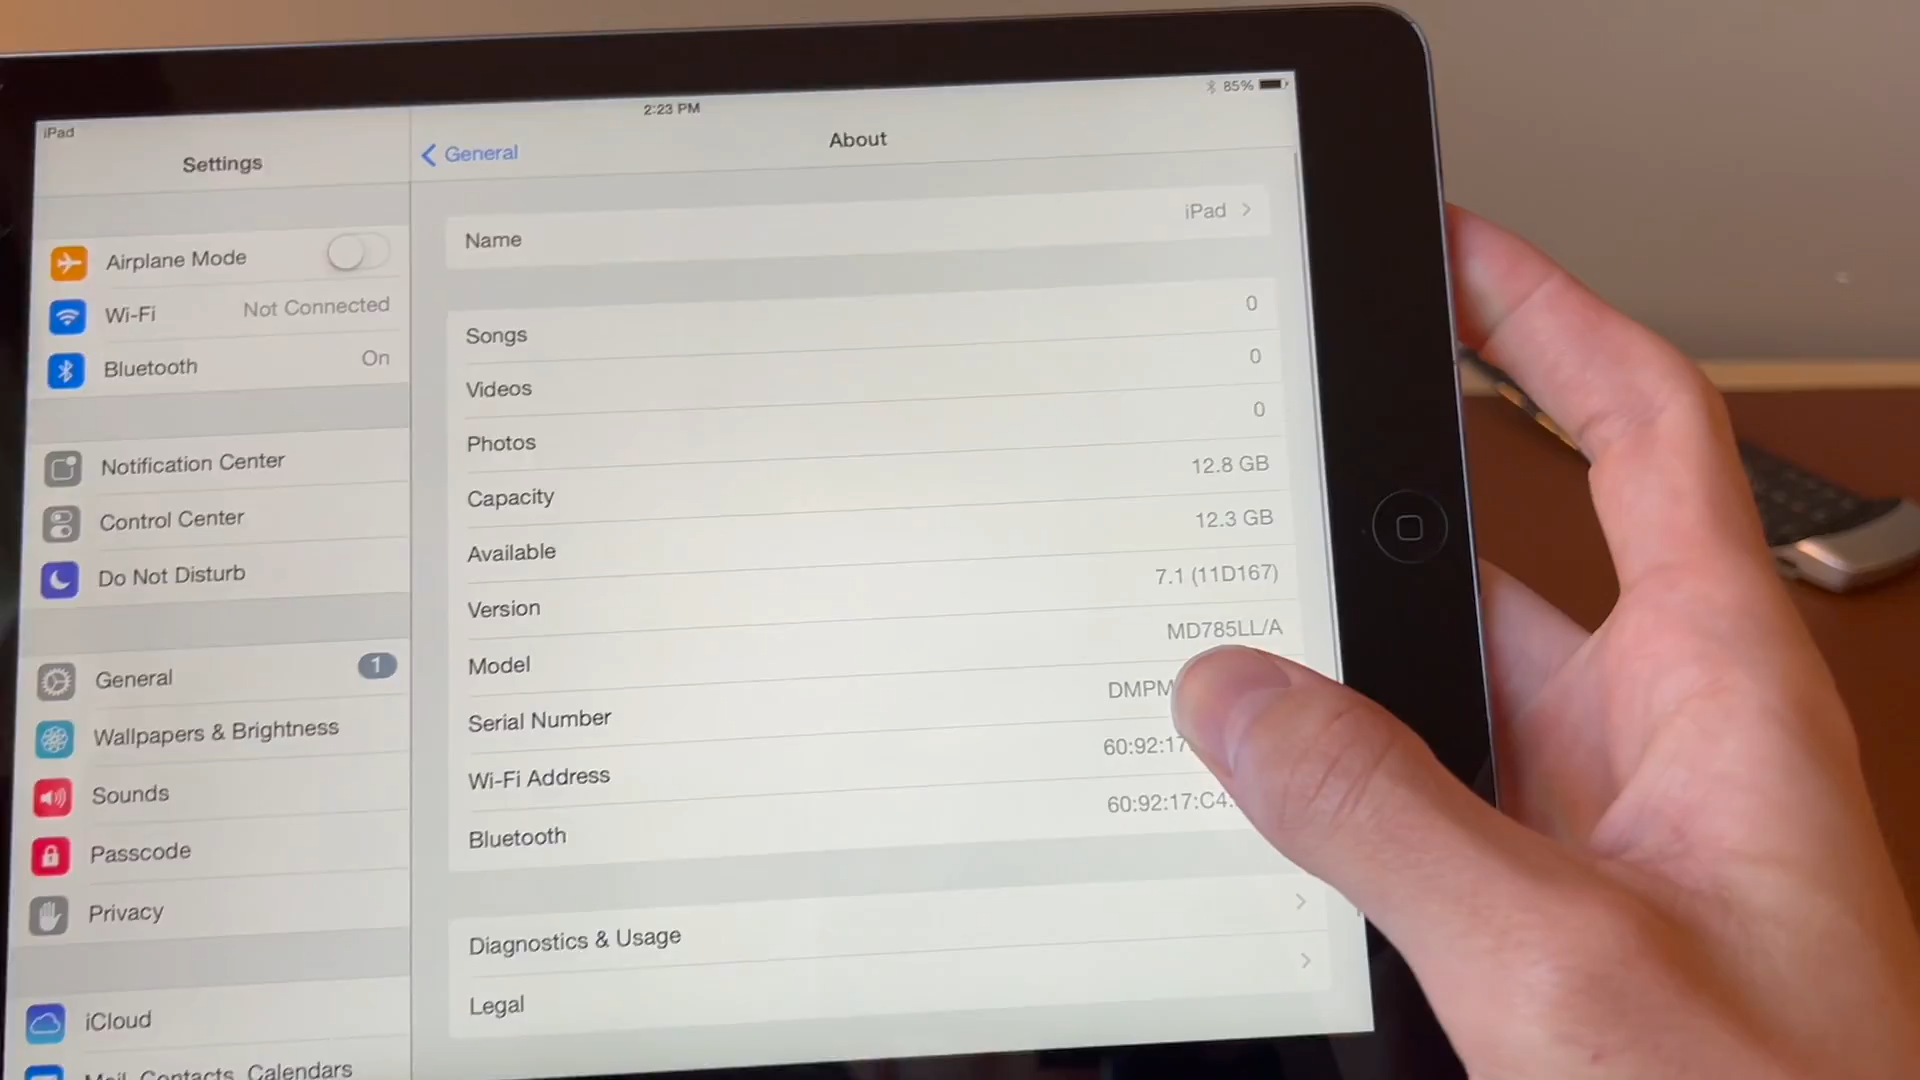 iPad
2:23 PM
85%
Settings
General
About
Airplane Mode
Wi-Fi Not Connected
Bluetooth On
Notification Center
Control Center
Do Not Disturb
General 1
Wallpapers & Brightness
Sounds
Passcode
Privacy
iCloud
Mail, Contacts, Calendars
Name iPad
Songs 0
Videos 0
Photos 0
Capacity 12.8 GB
Available 12.3 GB
Version 7.1 (11D167)
Model MD785LL/A
Serial Number DMPM
Wi-Fi Address 60:92:17
Bluetooth 60:92:17:C4
Diagnostics & Usage
Legal